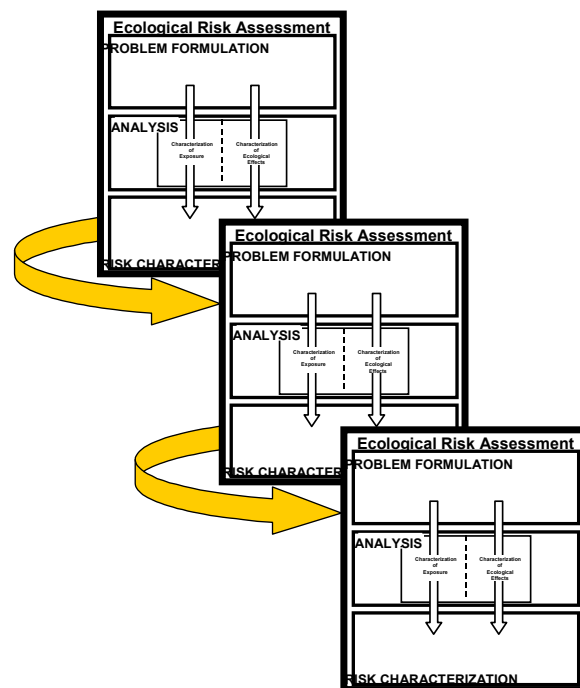 Ecological Risk Assessment
PROBLEM FORMULATION
ANALYSIS
Characterization
of
Exposure
Characterization
of
Ecological
Effects
RISK CHARACTER
Ecological Risk Assessment
PROBLEM FORMULATION
ANALYSIS
Characterization
of
Exposure
Characterization
of
Ecological
Effects
RISK CHARACTER
Ecological Risk Assessment
PROBLEM FORMULATION
ANALYSIS
Characterization
of
Exposure
Characterization
of
Ecological
Effects
RISK CHARACTERIZATION